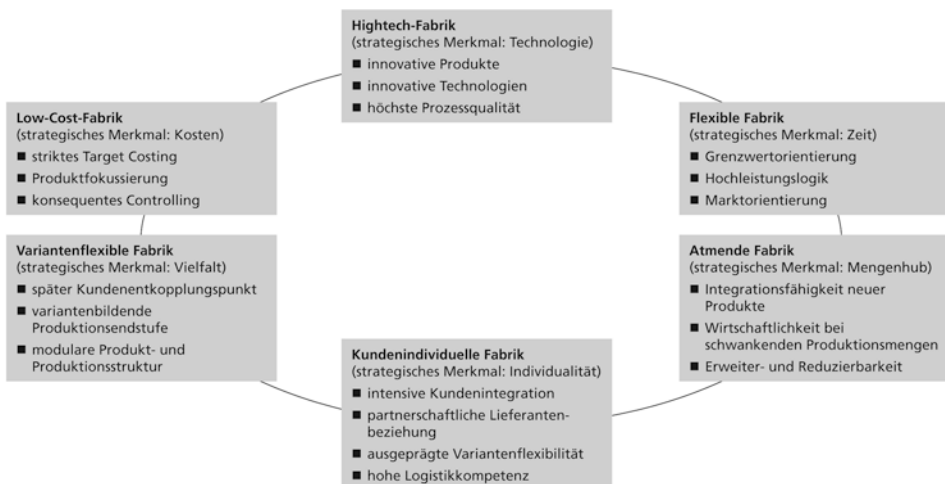 Hightech-Fabrik
(strategisches Merkmal: Technologie)
■ innovative Produkte
■ innovative Technologien
■ höchste Prozessqualität
Low-Cost-Fabrik
(strategisches Merkmal: Kosten)
■ striktes Target Costing
■ Produktfokussierung
■ konsequentes Controlling
Flexible Fabrik
(strategisches Merkmal: Zeit)
■ Grenzwertorientierung
■ Hochleistungslogik
■ Marktorientierung
Variantenflexible Fabrik
(strategisches Merkmal: Vielfalt)
■ später Kundenentkopplungspunkt
■ variantenbildende
Produktionsendstufe
■ modulare Produkt- und
Produktionsstruktur
Atmende Fabrik
(strategisches Merkmal: Mengenhub)
■ Integrationsfähigkeit neuer
Produkte
■ Wirtschaftlichkeit bei
schwankenden Produktionsmengen
■ Erweiter- und Reduzierbarkeit
Kundenindividuelle Fabrik
(strategisches Merkmal: Individualität)
■ intensive Kundenintegration
■ partnerschaftliche Lieferanten-
beziehung
■ ausgeprägte Variantenflexibilität
■ hohe Logistikkompetenz